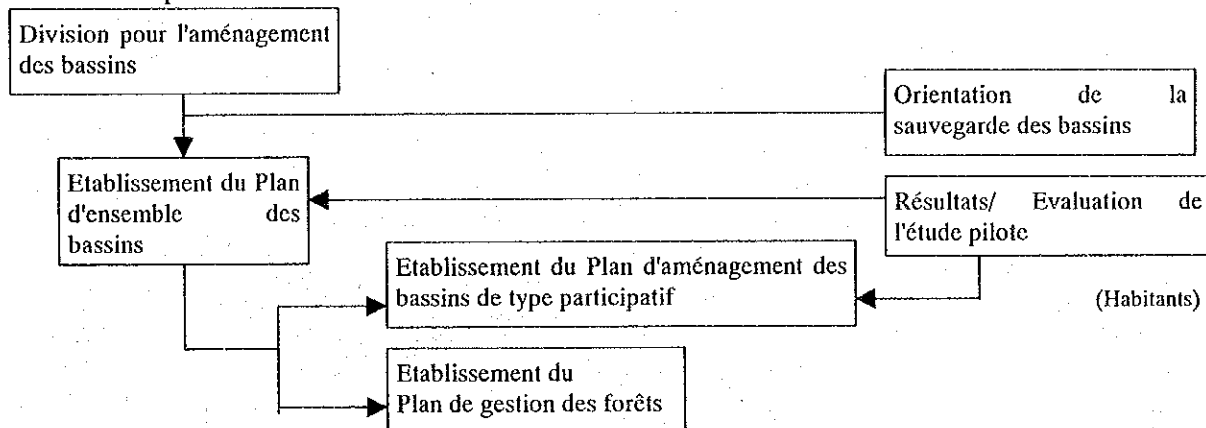 Division pour l'aménagement
des bassins
Orientation de la
sauvegarde des bassins
Etablissement du Plan
d'ensemble des
bassins
Résultats/ Evaluation de
l'étude pilote
Etablissement du Plan d'aménagement des
bassins de type participatif
(Habitants)
Etablissement du
Plan de gestion des forêts